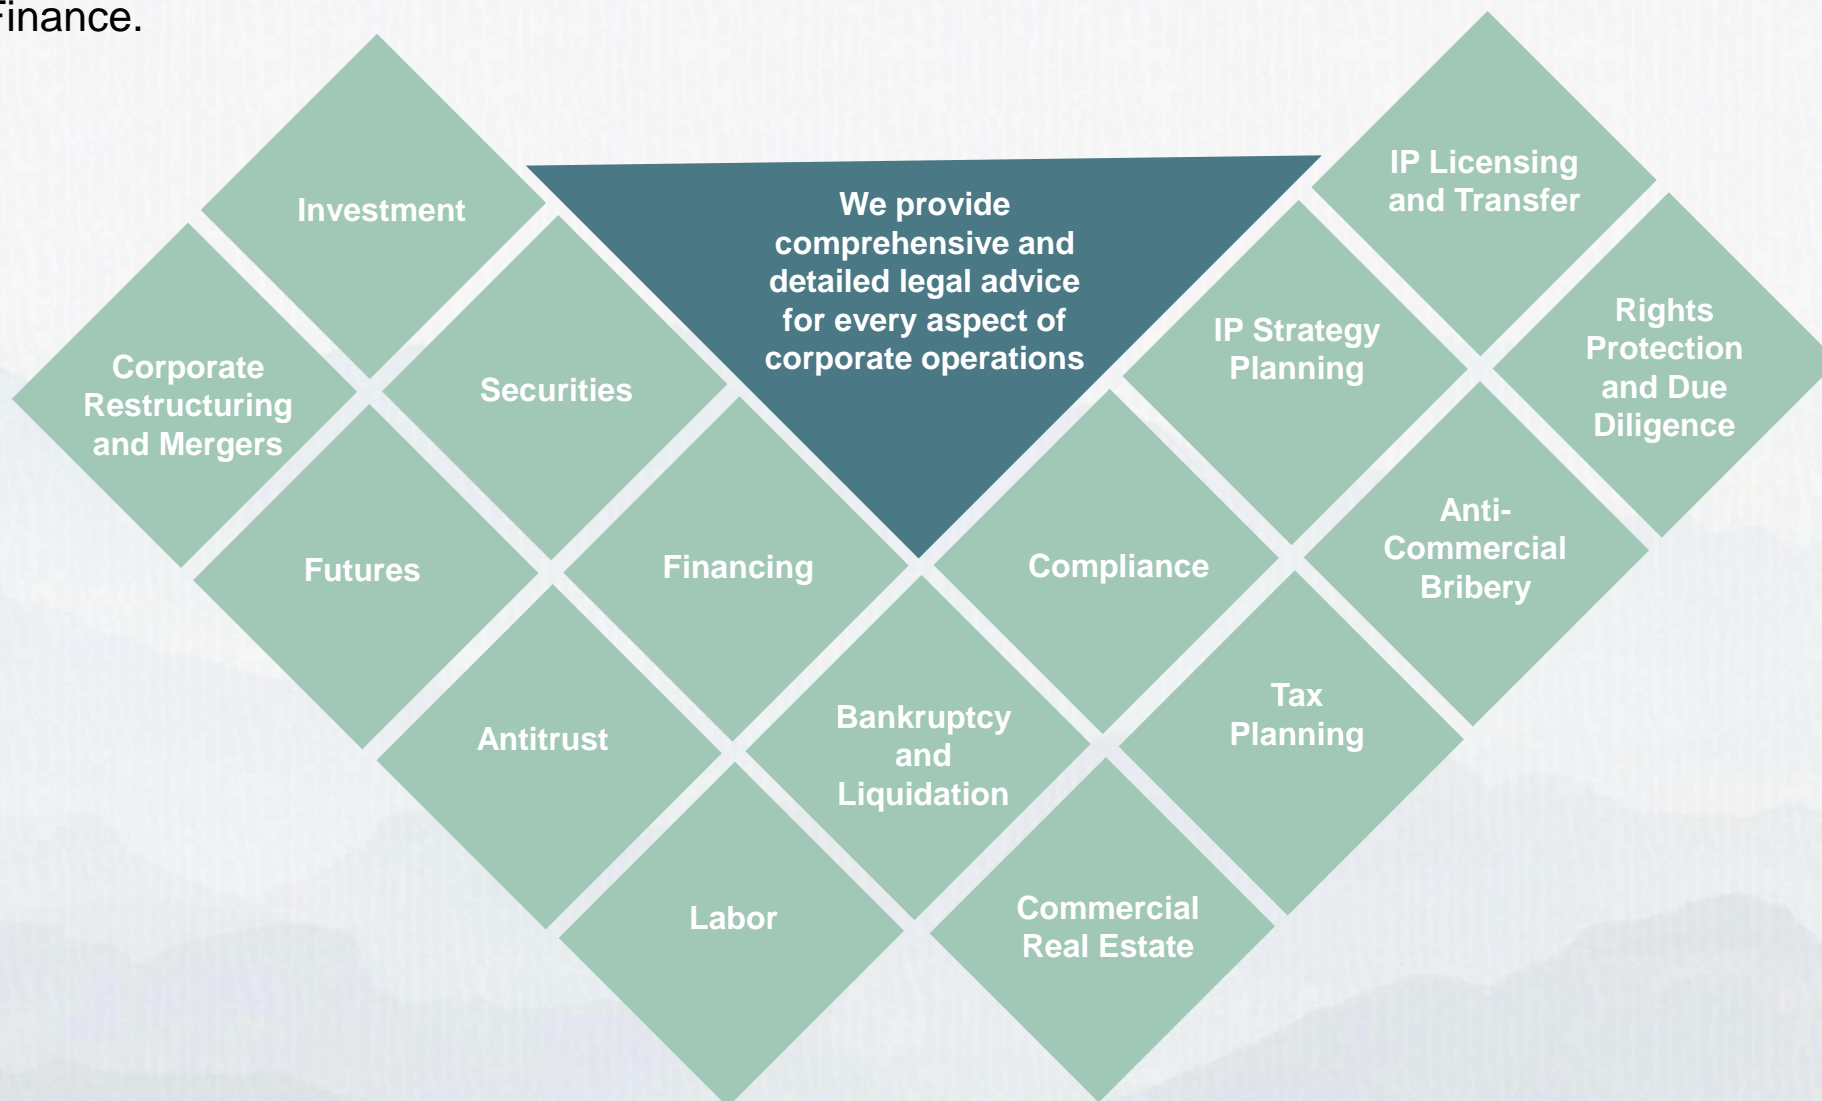 Finance.
Investment
We provide
comprehensive and
detailed legal advice
for every aspect of
corporate operations
IP Licensing
and Transfer
Corporate
Restructuring
and Mergers
Securities
IP Strategy
Planning
Rights
Protection
and Due
Diligence
Futures
Financing
Compliance
Anti-
Commercial
Bribery
Antitrust
Bankruptcy
and
Liquidation
Tax
Planning
Labor
Commercial
Real Estate